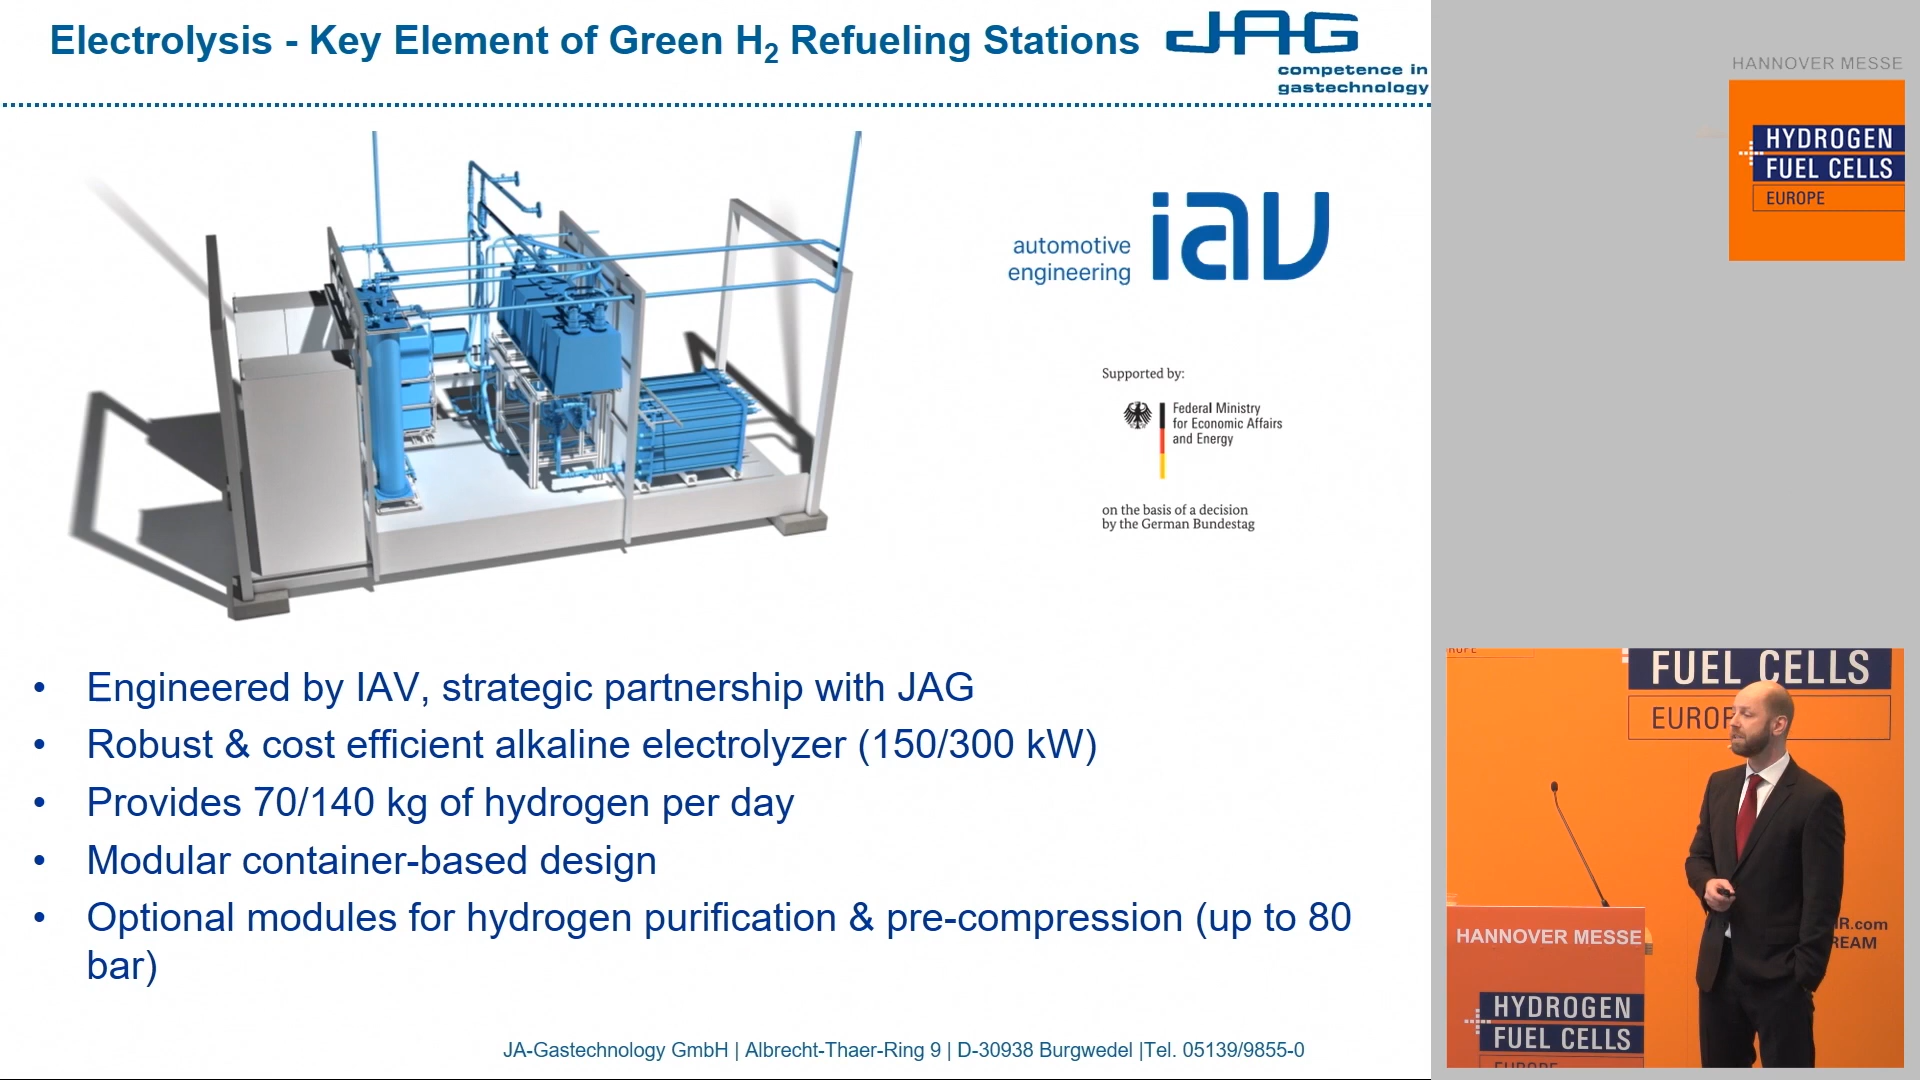 Electrolysis - Key Element of Green H2 Refueling Stations
JAG
competence in
gastechnology
HANNOVER MESSE
HYDROGEN
FUEL CELLS
EUROPE
automotive
engineering
iav
Supported by:
Federal Ministry
for Economic Affairs
and Energy
on the basis of a decision
by the German Bundestag
• Engineered by IAV, strategic partnership with JAG
• Robust & cost efficient alkaline electrolyzer (150/300 kW)
• Provides 70/140 kg of hydrogen per day
• Modular container-based design
• Optional modules for hydrogen purification & pre-compression (up to 80
bar)
JA-Gastechnology GmbH | Albrecht-Thaer-Ring 9 | D-30938 Burgwedel |Tel. 05139/9855-0
FUEL CELLS
HANNOVER MESSE
HYDROGEN
FUEL CELLS